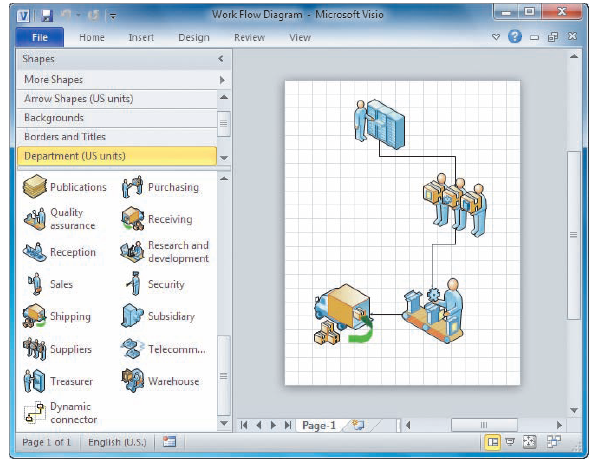 Work Flow Diagram - Microsoft Visio
File Home Insert Design Review View
Shapes
More Shapes
Arrow Shapes (US units)
Backgrounds
Borders and Titles
Department (US units)
Publications Purchasing
Quality assurance Receiving
Reception Research and development
Sales Security
Shipping Subsidiary
Suppliers Telecomm...
Treasurer Warehouse
Dynamic connector
Page-1
Page 1 of 1 English (U.S.)